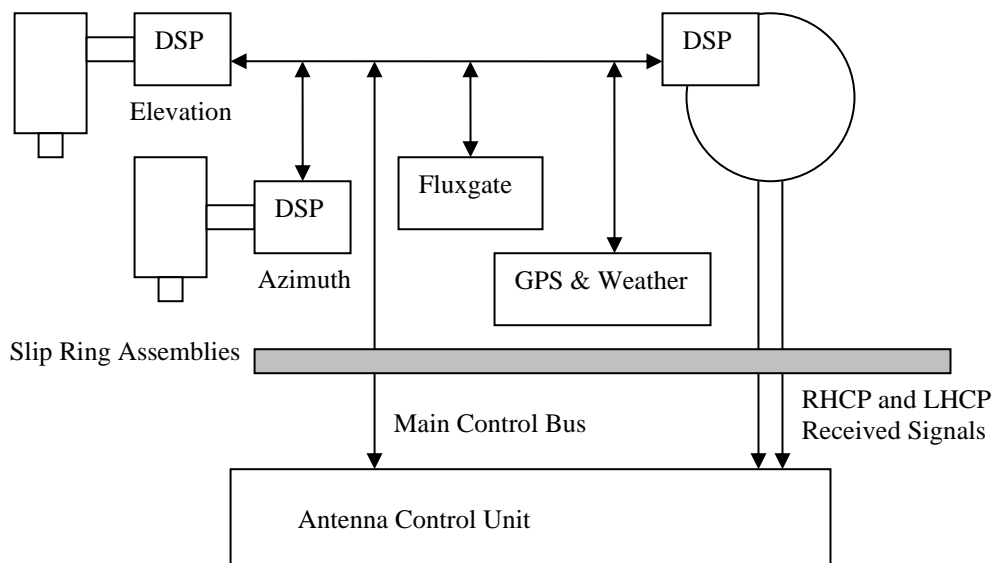 DSP
DSP
Elevation
Fluxgate
DSP
Azimuth
GPS & Weather
Slip Ring Assemblies
RHCP and LHCP
Received Signals
Main Control Bus
Antenna Control Unit